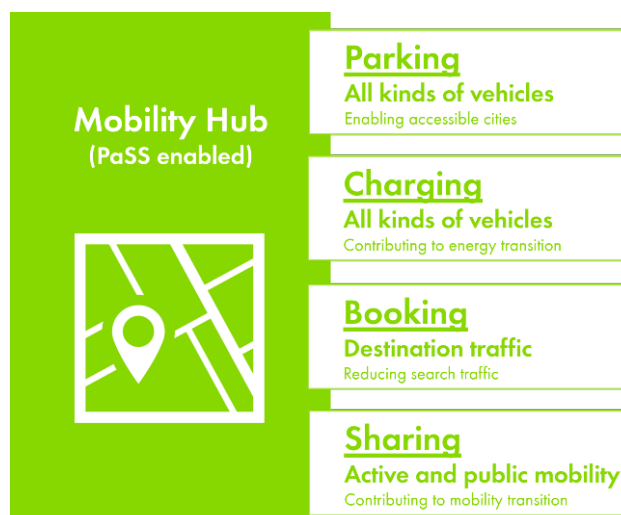 Mobility Hub
(PaSS enabled)
Parking
All kinds of vehicles
Enabling accessible cities
Charging
All kinds of vehicles
Contributing to energy transition
Booking
Destination traffic
Reducing search traffic
Sharing
Active and public mobility
Contributing to mobility transition